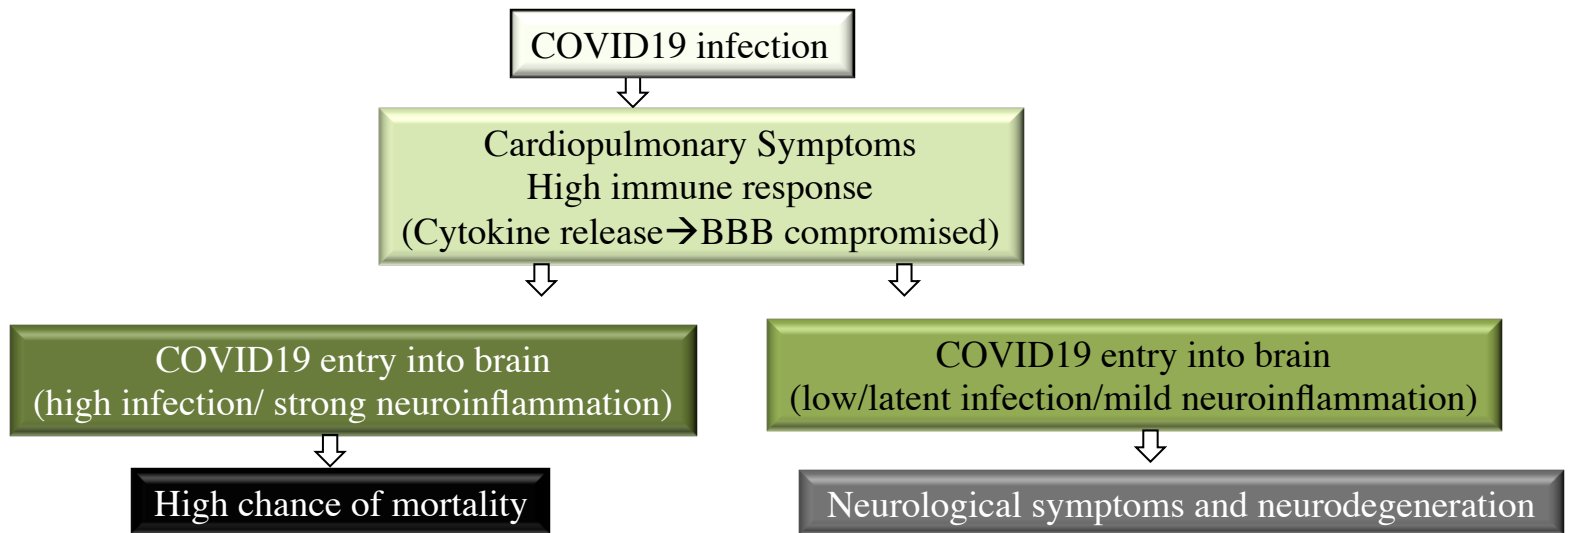 COVID19 infection
Cardiopulmonary Symptoms
High immune response
(Cytokine release→BBB compromised)
COVID19 entry into brain
(high infection/ strong neuroinflammation)
COVID19 entry into brain
(low/latent infection/mild neuroinflammation)
High chance of mortality
Neurological symptoms and neurodegeneration